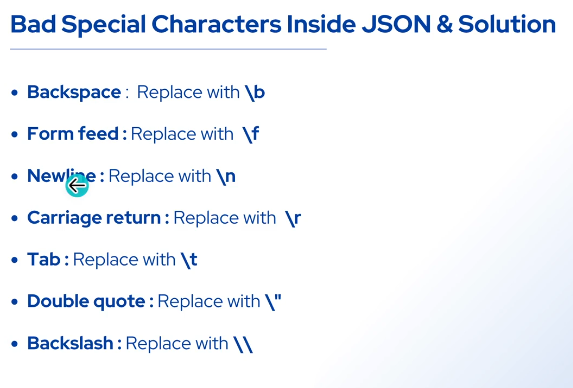 Bad Special Characters Inside JSON & Solution
• Backspace : Replace with \b
• Form feed : Replace with \f
• Newline : Replace with \n
• Carriage return : Replace with \r
• Tab : Replace with \t
• Double quote : Replace with \"
• Backslash : Replace with \\